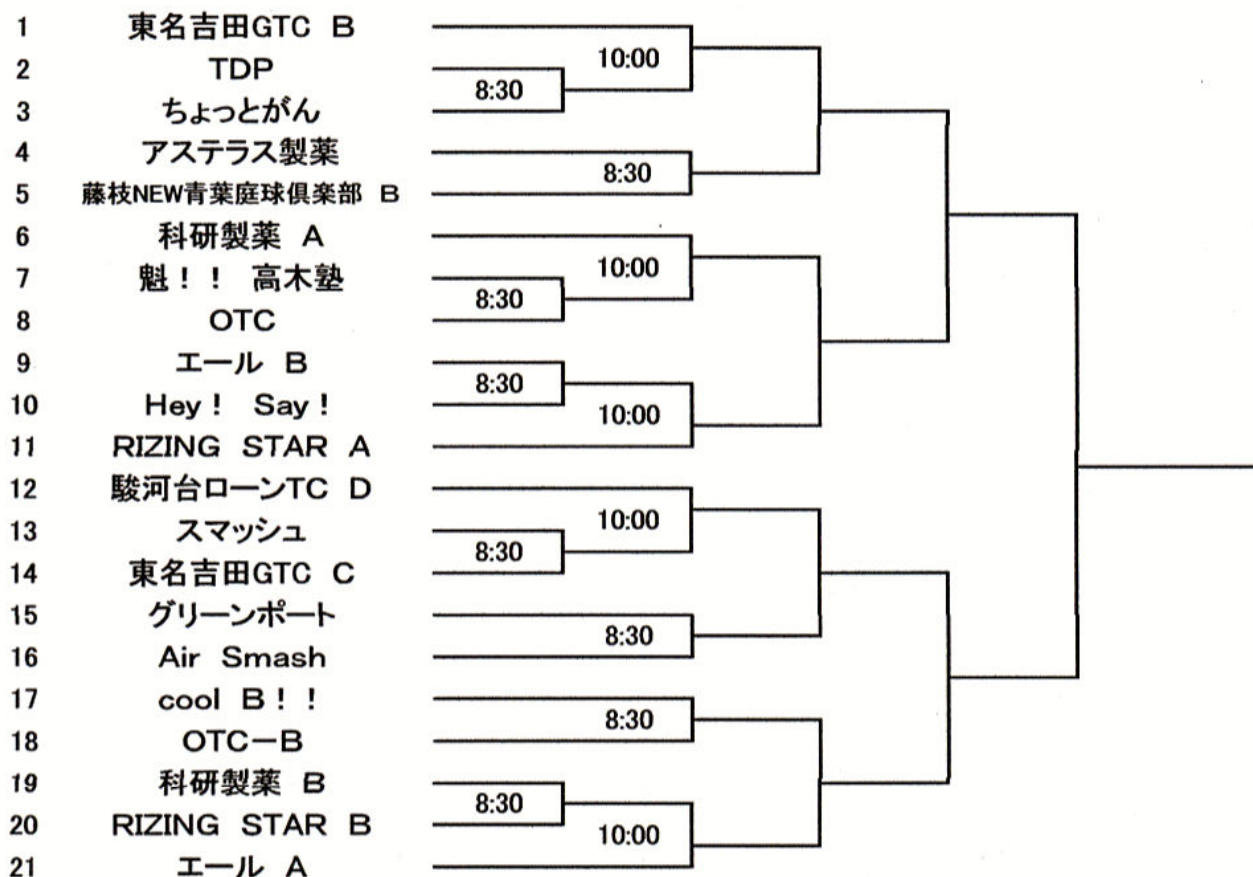 1 東名吉田GTC B
10:00
2 TDP
8:30
3 ちょっとがん
4 アステラス製薬
8:30
5 藤枝NEW青葉庭球倶楽部 B
6 科研製薬 A
10:00
7 魁！！ 高木塾
8:30
8 OTC
9 エール B
8:30
10 Hey！ Say！
10:00
11 RIZING STAR A
12 駿河台ローンTC D
10:00
13 スマッシュ
8:30
14 東名吉田GTC C
15 グリーンポート
8:30
16 Air Smash
17 cool B！！
8:30
18 OTC－B
19 科研製薬 B
8:30
20 RIZING STAR B
10:00
21 エール A